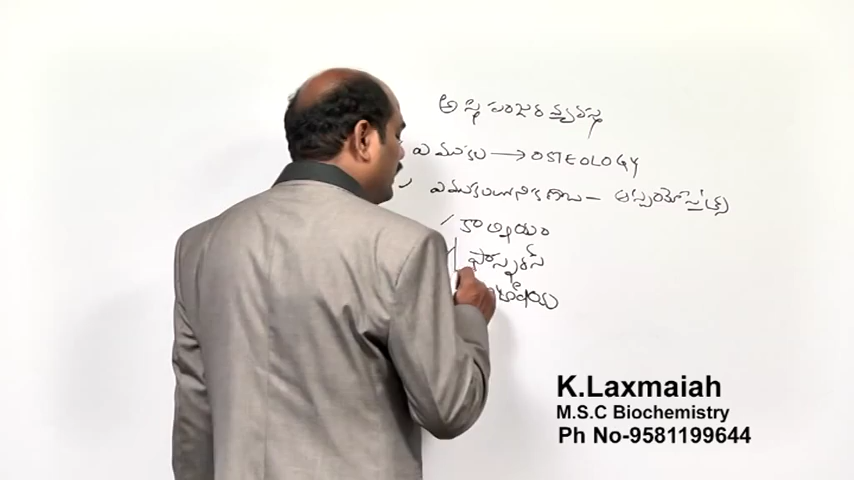 అస్థి పంజర వ్యవస్థ
ఎముకలు → OSTEOLOGY
కాల్షియం
ఫాస్ఫరస్
K.Laxmaiah
M.S.C Biochemistry
Ph No-9581199644